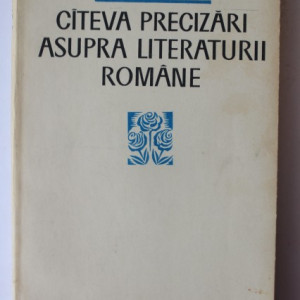 CÎTEVA PRECIZĂRI
ASUPRA LITERATURII
ROMÂNE